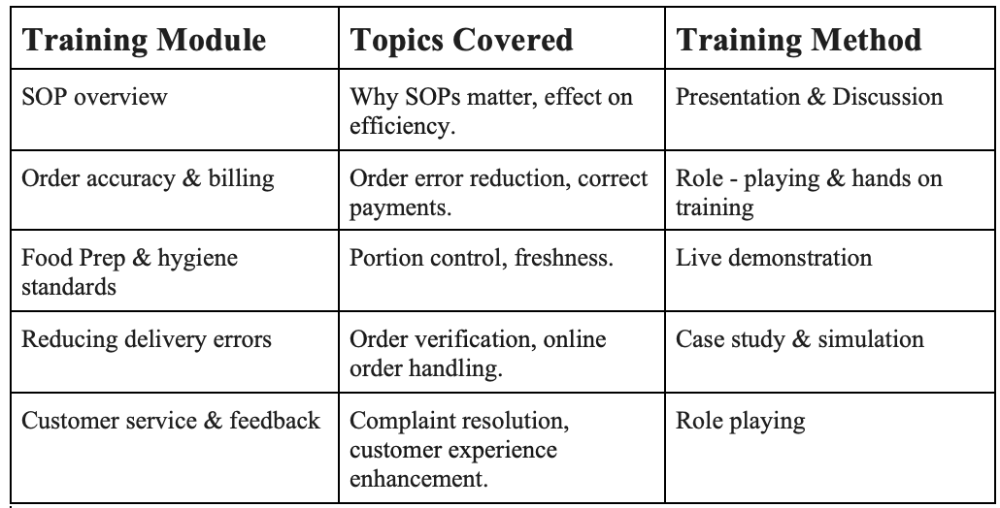 Training Module
Topics Covered
Training Method
SOP overview
Why SOPs matter, effect on
efficiency.
Presentation & Discussion
Order accuracy & billing
Order error reduction, correct
payments.
Role - playing & hands on
training
Food Prep & hygiene
standards
Portion control, freshness.
Live demonstration
Reducing delivery errors
Order verification, online
order handling.
Case study & simulation
Customer service & feedback
Complaint resolution,
customer experience
enhancement.
Role playing